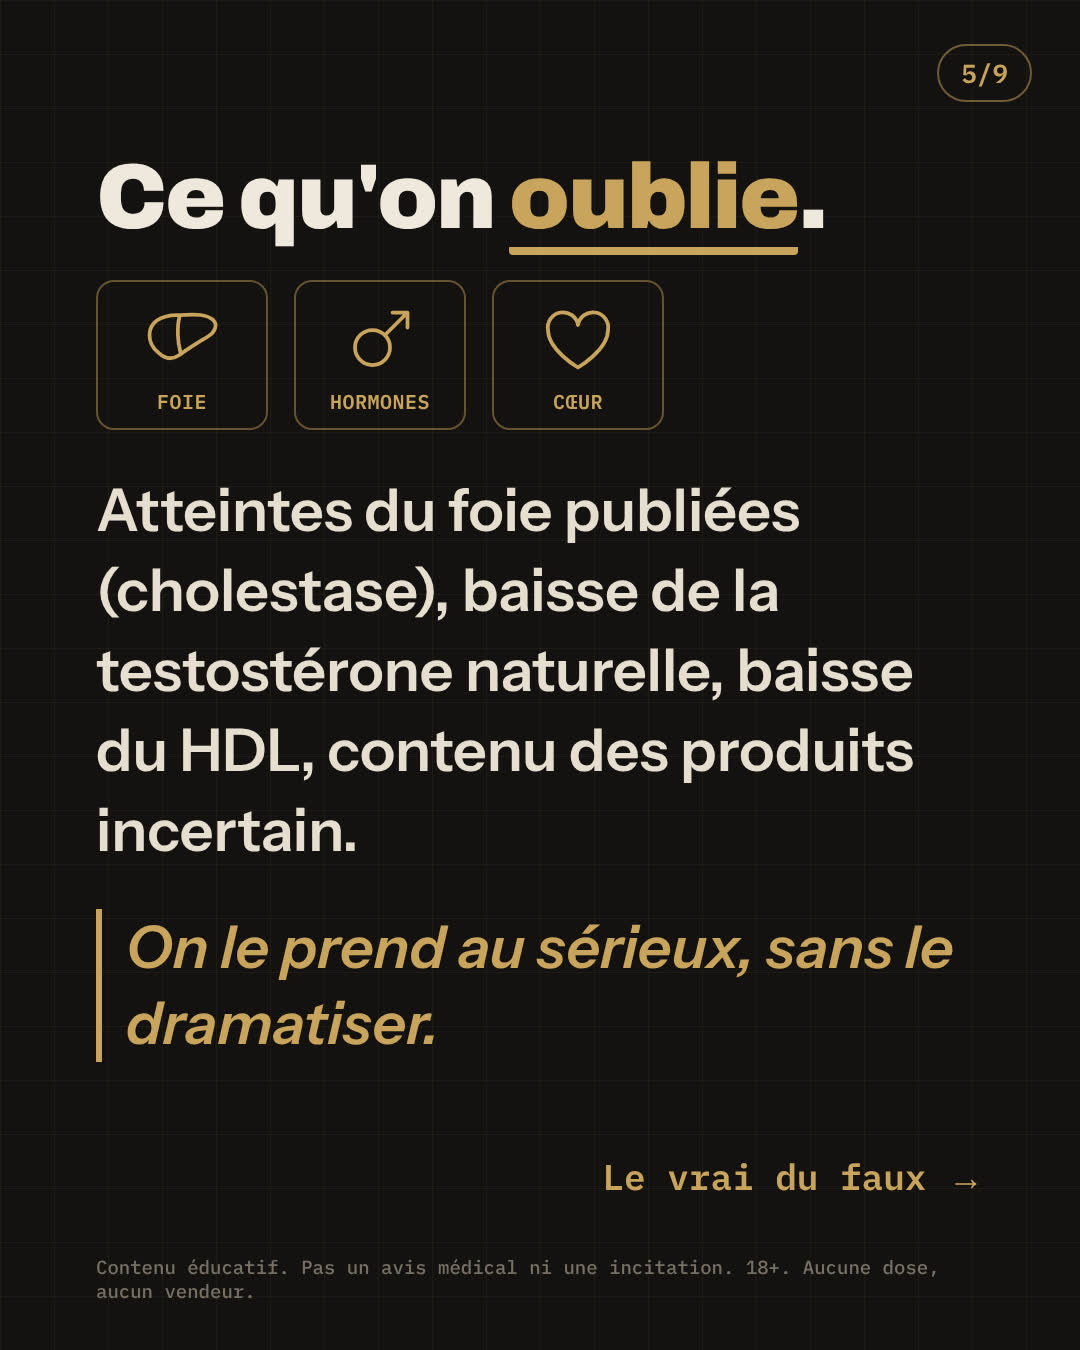 5/9
Ce qu'on oublie.
FOIE
HORMONES
CŒUR
Atteintes du foie publiées
(cholestase), baisse de la
testostérone naturelle, baisse
du HDL, contenu des produits
incertain.
On le prend au sérieux, sans le
dramatiser.
Le vrai du faux →
Contenu éducatif. Pas un avis médical ni une incitation. 18+. Aucune dose,
aucun vendeur.